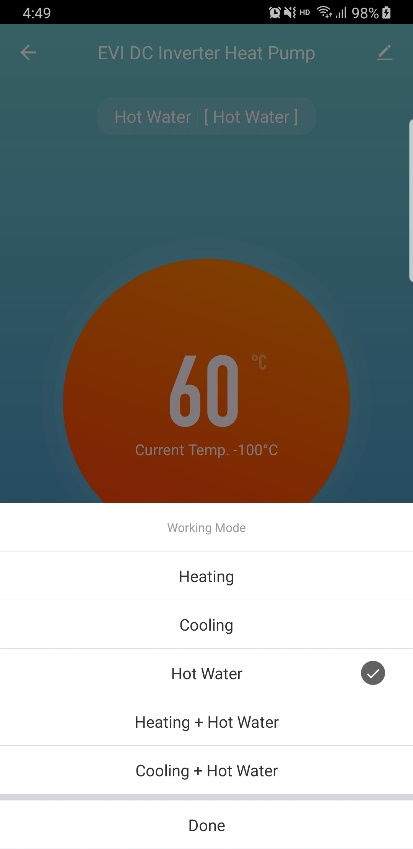 4:49 HD 98%
EVI DC Inverter Heat Pump
Hot Water [ Hot Water ]
60 °C
Current Temp. -100°C
Working Mode
Heating
Cooling
Hot Water
Heating + Hot Water
Cooling + Hot Water
Done